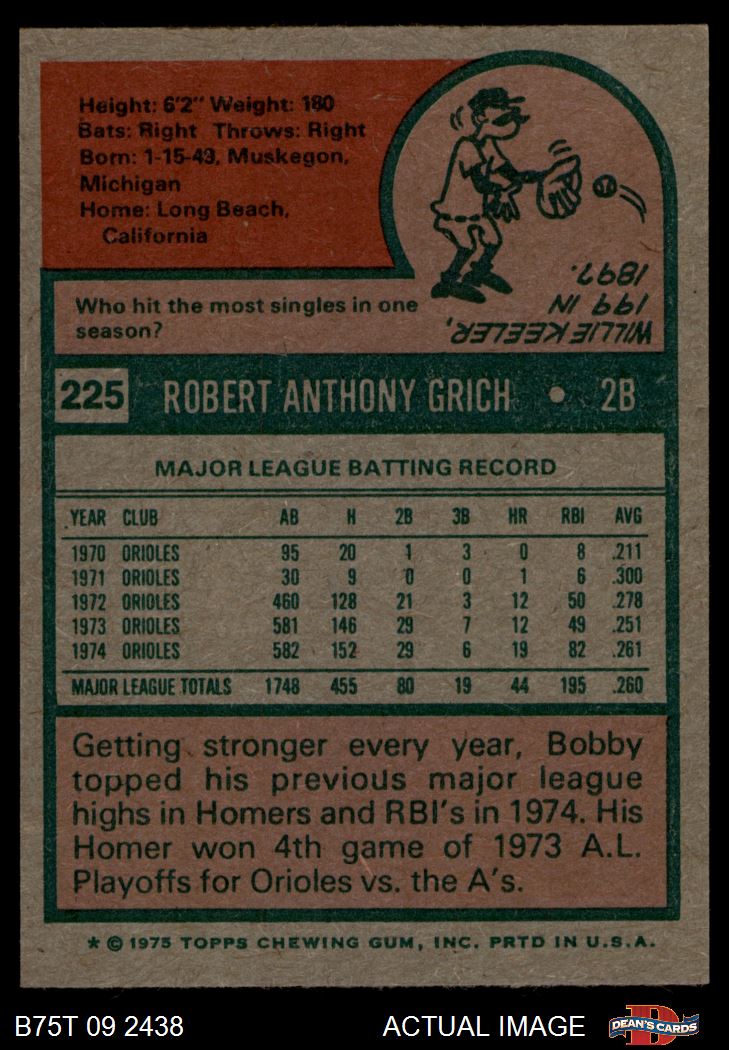 Height: 6'2" Weight: 180
Bats: Right Throws: Right
Born: 1-15-49, Muskegon,
Michigan
Home: Long Beach,
California
Who hit the most singles in one
season?
WILLIE KEELER,
199 IN
1897.
225 ROBERT ANTHONY GRICH • 2B
MAJOR LEAGUE BATTING RECORD
YEAR CLUB AB H 2B 3B HR RBI AVG
1970 ORIOLES 95 20 1 3 0 8 .211
1971 ORIOLES 30 9 0 0 1 6 .300
1972 ORIOLES 460 128 21 3 12 50 .278
1973 ORIOLES 581 146 29 7 12 49 .251
1974 ORIOLES 582 152 29 6 19 82 .261
MAJOR LEAGUE TOTALS 1748 455 80 19 44 195 .260
Getting stronger every year, Bobby
topped his previous major league
highs in Homers and RBI's in 1974. His
Homer won 4th game of 1973 A.L.
Playoffs for Orioles vs. the A's.
* © 1975 TOPPS CHEWING GUM, INC. PRTD IN U.S.A.
B75T 09 2438 ACTUAL IMAGE DEAN'S CARDS